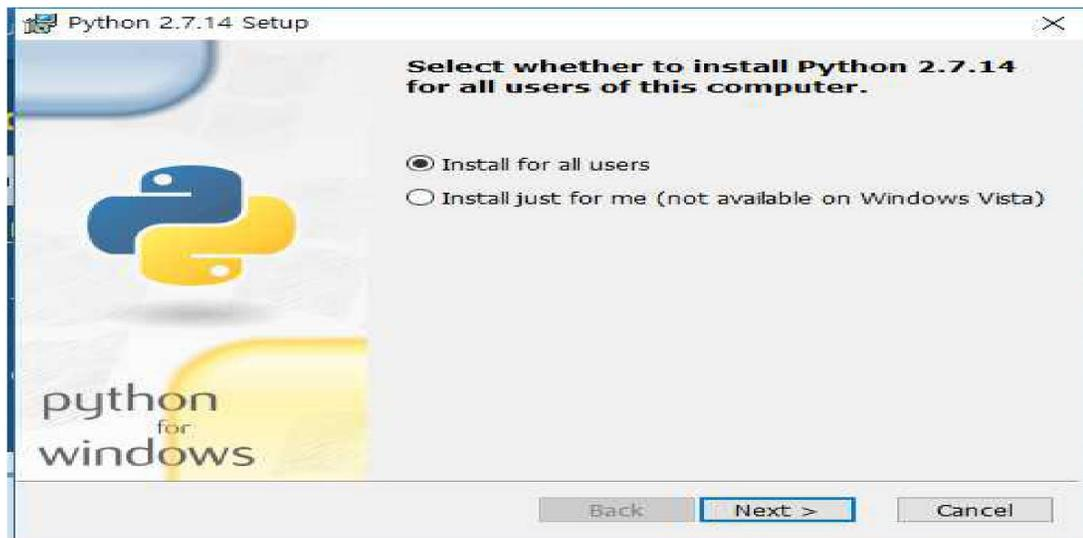 Python 2.7.14 Setup
Select whether to install Python 2.7.14
for all users of this computer.
Install for all users
Install just for me (not available on Windows Vista)
python
for
windows
Back
Next >
Cancel